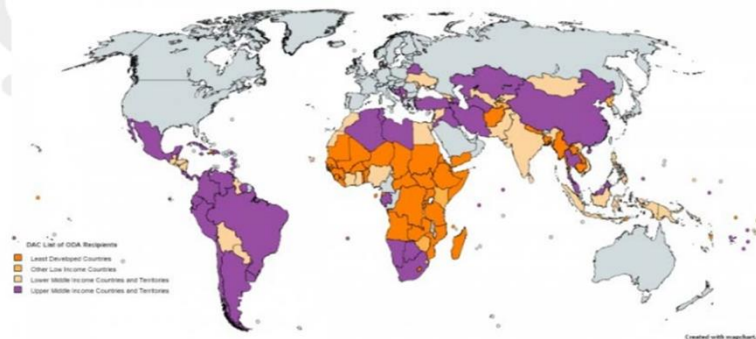 DAC List of ODA Recipients
Least Developed Countries
Other Low Income Countries
Lower Middle Income Countries and Territories
Upper Middle Income Countries and Territories
Created with mapchart